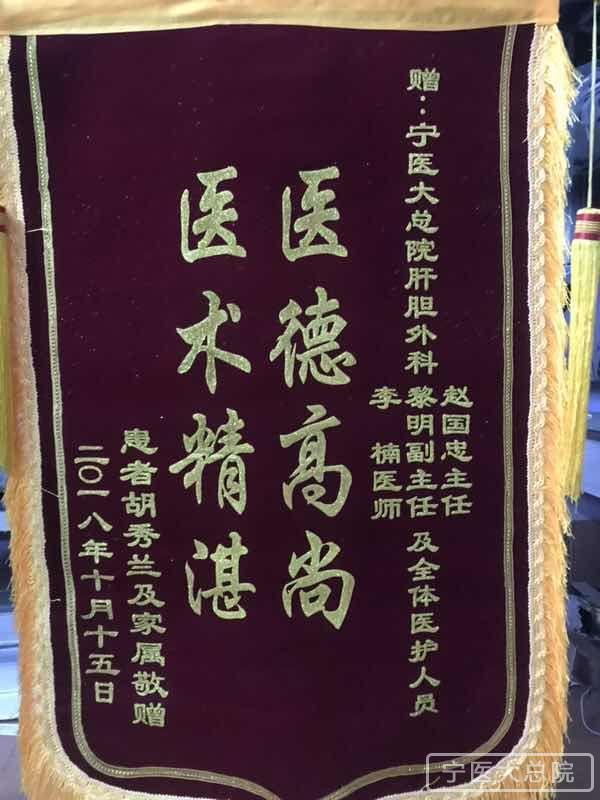 赠：宁医大总院肝胆外科
赵国忠主任
黎明副主任
李楠医师
及全体医护人员
医德高尚
医术精湛
患者胡秀兰及家属敬赠
二〇一八年十月十五日
宁医大总院